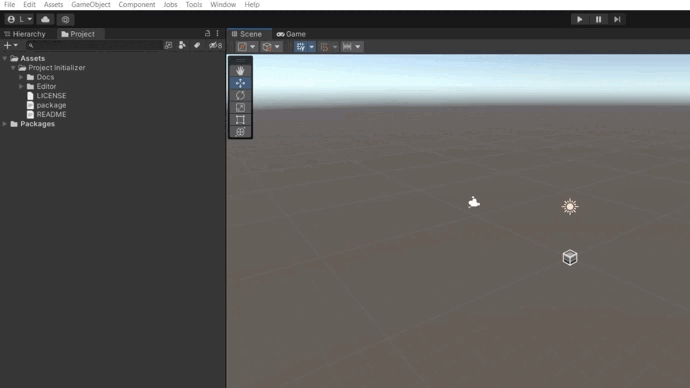 File Edit Assets GameObject Component Jobs Tools Window Help
L
Hierarchy Project Scene Game
8
Assets
Project Initializer
Docs
Editor
LICENSE
package
README
Packages